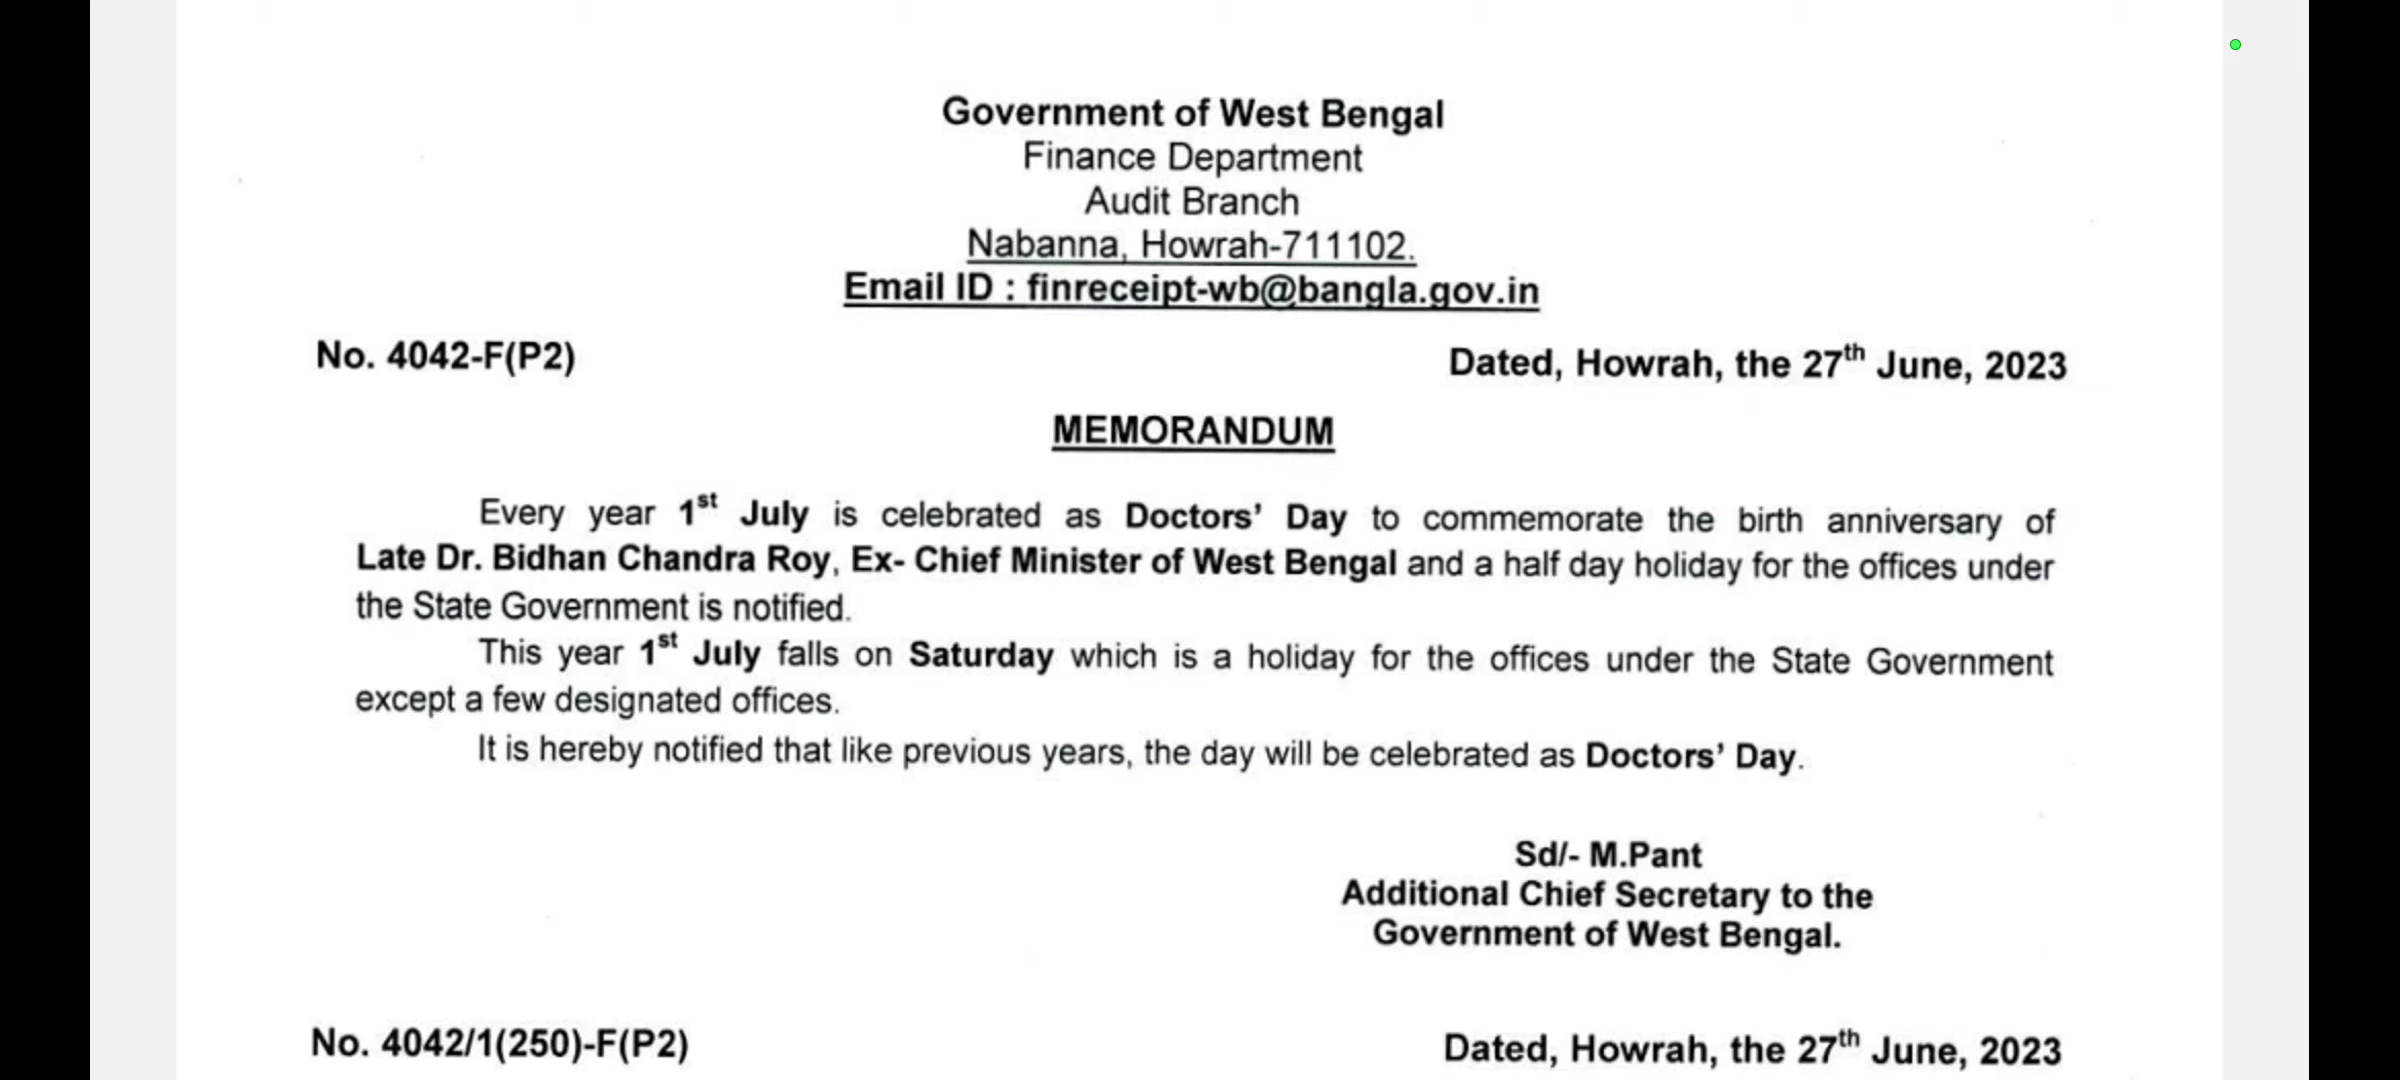 Government of West Bengal
Finance Department
Audit Branch
Nabanna, Howrah-711102.
Email ID : finreceipt-wb@bangla.gov.in
No. 4042-F(P2)
Dated, Howrah, the 27th June, 2023
MEMORANDUM
Every year 1st July is celebrated as Doctors' Day to commemorate the birth anniversary of
Late Dr. Bidhan Chandra Roy, Ex- Chief Minister of West Bengal and a half day holiday for the offices under
the State Government is notified.
This year 1st July falls on Saturday which is a holiday for the offices under the State Government
except a few designated offices.
It is hereby notified that like previous years, the day will be celebrated as Doctors' Day.
Sd/- M.Pant
Additional Chief Secretary to the
Government of West Bengal.
No. 4042/1(250)-F(P2)
Dated, Howrah, the 27th June, 2023